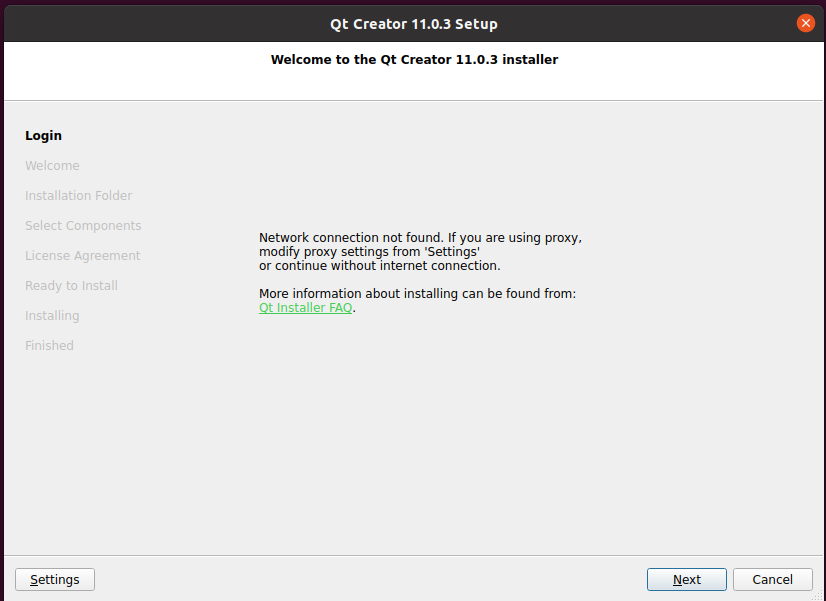 Qt Creator 11.0.3 Setup
Welcome to the Qt Creator 11.0.3 installer
Login
Welcome
Installation Folder
Select Components
License Agreement
Ready to Install
Installing
Finished
Network connection not found. If you are using proxy,
modify proxy settings from 'Settings'
or continue without internet connection.
More information about installing can be found from:
Qt Installer FAQ.
Settings
Next
Cancel